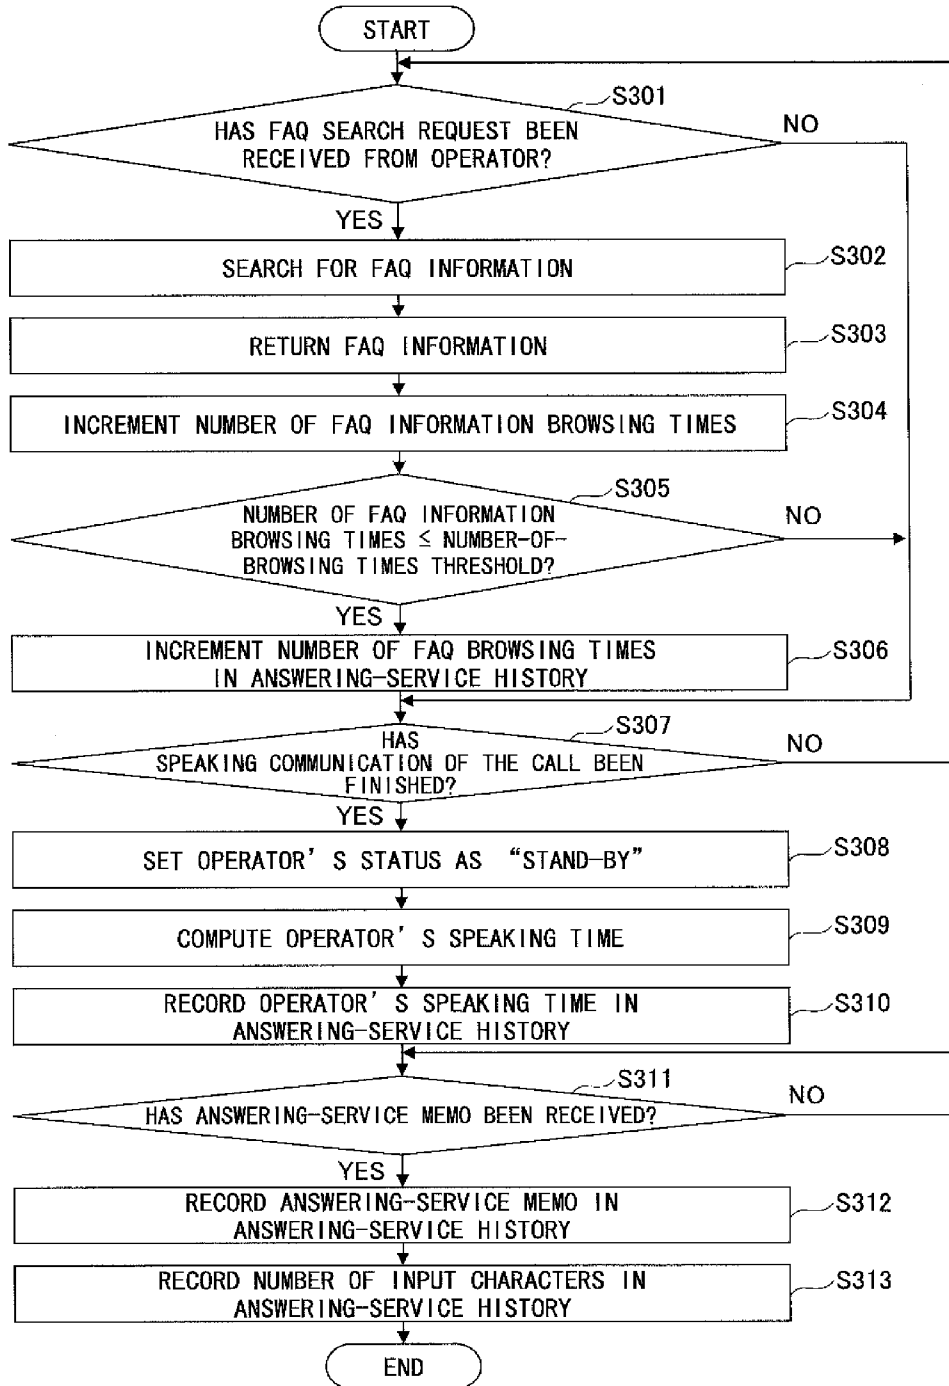 START
S301
HAS FAQ SEARCH REQUEST BEEN
RECEIVED FROM OPERATOR?
NO
YES
SEARCH FOR FAQ INFORMATION
S302
RETURN FAQ INFORMATION
S303
INCREMENT NUMBER OF FAQ INFORMATION BROWSING TIMES
S304
S305
NUMBER OF FAQ INFORMATION
BROWSING TIMES ≤ NUMBER-OF-
BROWSING TIMES THRESHOLD?
NO
YES
INCREMENT NUMBER OF FAQ BROWSING TIMES
IN ANSWERING-SERVICE HISTORY
S306
S307
HAS
SPEAKING COMMUNICATION OF THE CALL BEEN
FINISHED?
NO
YES
SET OPERATOR'S STATUS AS “STAND-BY”
S308
COMPUTE OPERATOR'S SPEAKING TIME
S309
RECORD OPERATOR'S SPEAKING TIME IN
ANSWERING-SERVICE HISTORY
S310
S311
HAS ANSWERING-SERVICE MEMO BEEN RECEIVED?
NO
YES
RECORD ANSWERING-SERVICE MEMO IN
ANSWERING-SERVICE HISTORY
S312
RECORD NUMBER OF INPUT CHARACTERS IN
ANSWERING-SERVICE HISTORY
S313
END